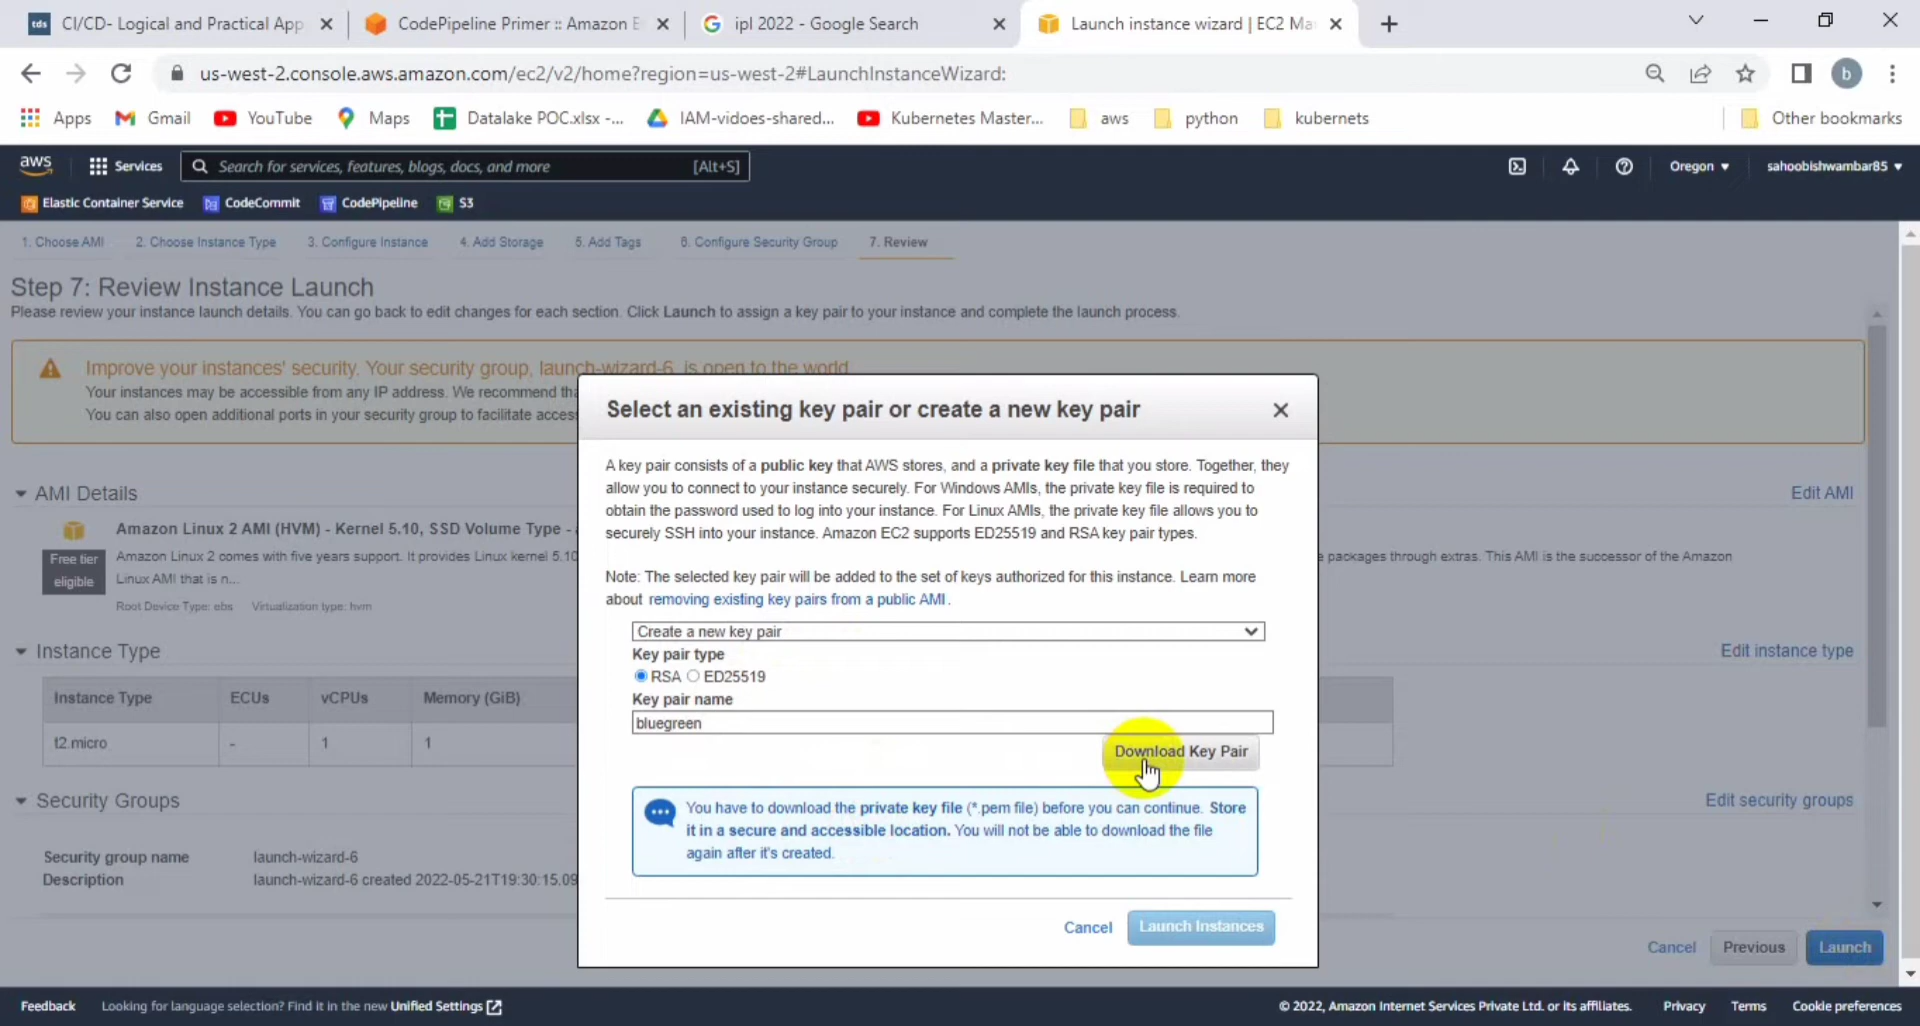 tds CI/CD- Logical and Practical App
CodePipeline Primer :: Amazon E
ipl 2022 - Google Search
Launch instance wizard | EC2 Ma
us-west-2.console.aws.amazon.com/ec2/v2/home?region=us-west-2#LaunchInstanceWizard:
b
Apps Gmail YouTube Maps Datalake POC.xlsx -... IAM-vidoes-shared... Kubernetes Master... aws python kubernets Other bookmarks
aws Services Search for services, features, blogs, docs, and more [Alt+S] Oregon sahoobishwambar85
Elastic Container Service CodeCommit CodePipeline S3
1. Choose AMI 2. Choose Instance Type 3. Configure Instance 4. Add Storage 5. Add Tags 6. Configure Security Group 7. Review
Step 7: Review Instance Launch
Please review your instance launch details. You can go back to edit changes for each section. Click Launch to assign a key pair to your instance and complete the launch process.
Improve your instances' security. Your security group, launch-wizard-6, is open to the world
Your instances may be accessible from any IP address. We recommend tha
You can also open additional ports in your security group to facilitate acces
Select an existing key pair or create a new key pair
A key pair consists of a public key that AWS stores, and a private key file that you store. Together, they
allow you to connect to your instance securely. For Windows AMIs, the private key file is required to
obtain the password used to log into your instance. For Linux AMIs, the private key file allows you to
securely SSH into your instance. Amazon EC2 supports ED25519 and RSA key pair types.
Note: The selected key pair will be added to the set of keys authorized for this instance. Learn more
about removing existing key pairs from a public AMI.
Create a new key pair
Key pair type
RSA ED25519
Key pair name
bluegreen
Download Key Pair
You have to download the private key file (*.pem file) before you can continue. Store
it in a secure and accessible location. You will not be able to download the file
again after it's created.
Cancel Launch Instances
AMI Details Edit AMI
Amazon Linux 2 AMI (HVM) - Kernel 5.10, SSD Volume Type -
Free tier
eligible
Amazon Linux 2 comes with five years support. It provides Linux kernel 5.10
e packages through extras. This AMI is the successor of the Amazon
Linux AMI that is n...
Root Device Type: ebs Virtualization type: hvm
Instance Type Edit instance type
Instance Type ECUs vCPUs Memory (GiB)
t2.micro - 1 1
Security Groups Edit security groups
Security group name launch-wizard-6
Description launch-wizard-6 created 2022-05-21T19:30:15.09
Cancel Previous Launch
Feedback Looking for language selection? Find it in the new Unified Settings © 2022, Amazon Internet Services Private Ltd. or its affiliates. Privacy Terms Cookie preferences